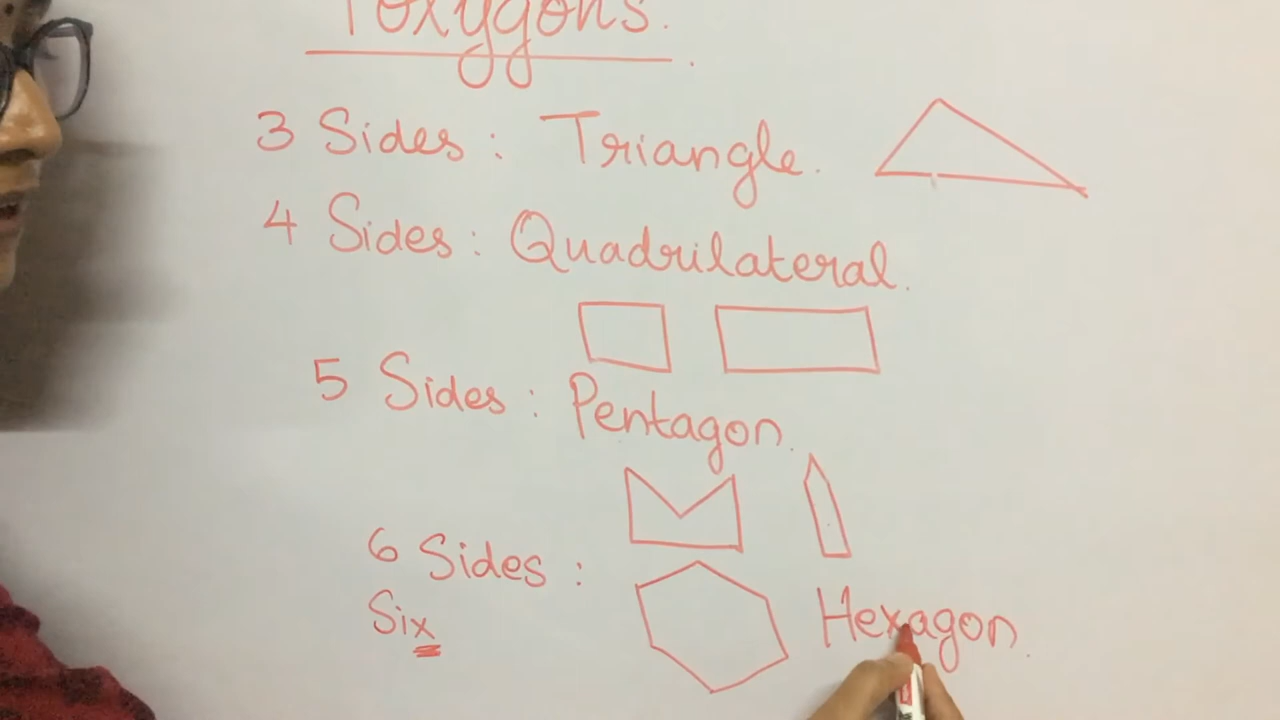 Polygons.
3 Sides : Triangle.
4 Sides : Quadrilateral.
5 Sides : Pentagon.
6 Sides : Hexagon.
Six